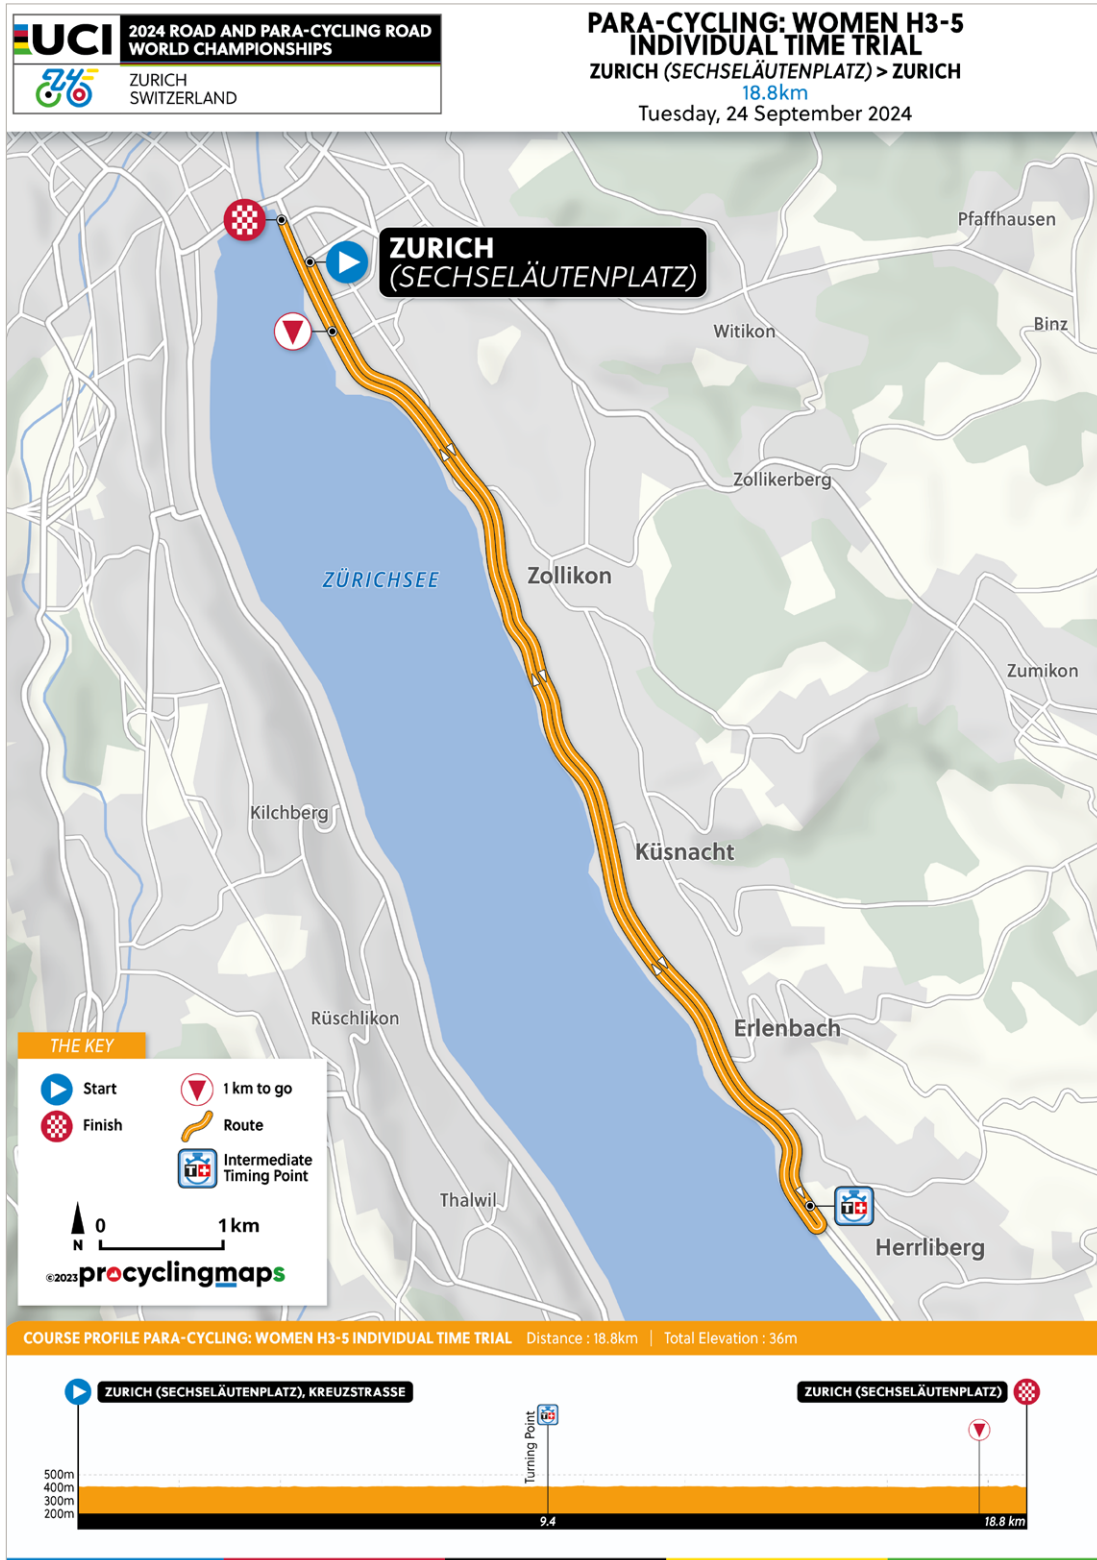 UCI
2024 ROAD AND PARA-CYCLING ROAD
WORLD CHAMPIONSHIPS
ZURICH
SWITZERLAND
PARA-CYCLING: WOMEN H3-5
INDIVIDUAL TIME TRIAL
ZURICH (SECHSELÄUTENPLATZ) > ZURICH
18.8km
Tuesday, 24 September 2024
Pfaffhausen
ZURICH
(SECHSELÄUTENPLATZ)
Binz
Witikon
Zollikerberg
ZÜRICHSEE
Zollikon
Zumikon
Kilchberg
Küsnacht
Rüschlikon
Erlenbach
Thalwil
Herrliberg
THE KEY
Start
1 km to go
Finish
Route
Intermediate
Timing Point
0 1 km
N
©2023 procyclingmaps
COURSE PROFILE PARA-CYCLING: WOMEN H3-5 INDIVIDUAL TIME TRIAL Distance : 18.8km | Total Elevation : 36m
ZURICH (SECHSELÄUTENPLATZ), KREUZSTRASSE
ZURICH (SECHSELÄUTENPLATZ)
Turning Point
500m
400m
300m
200m
9.4
18.8 km